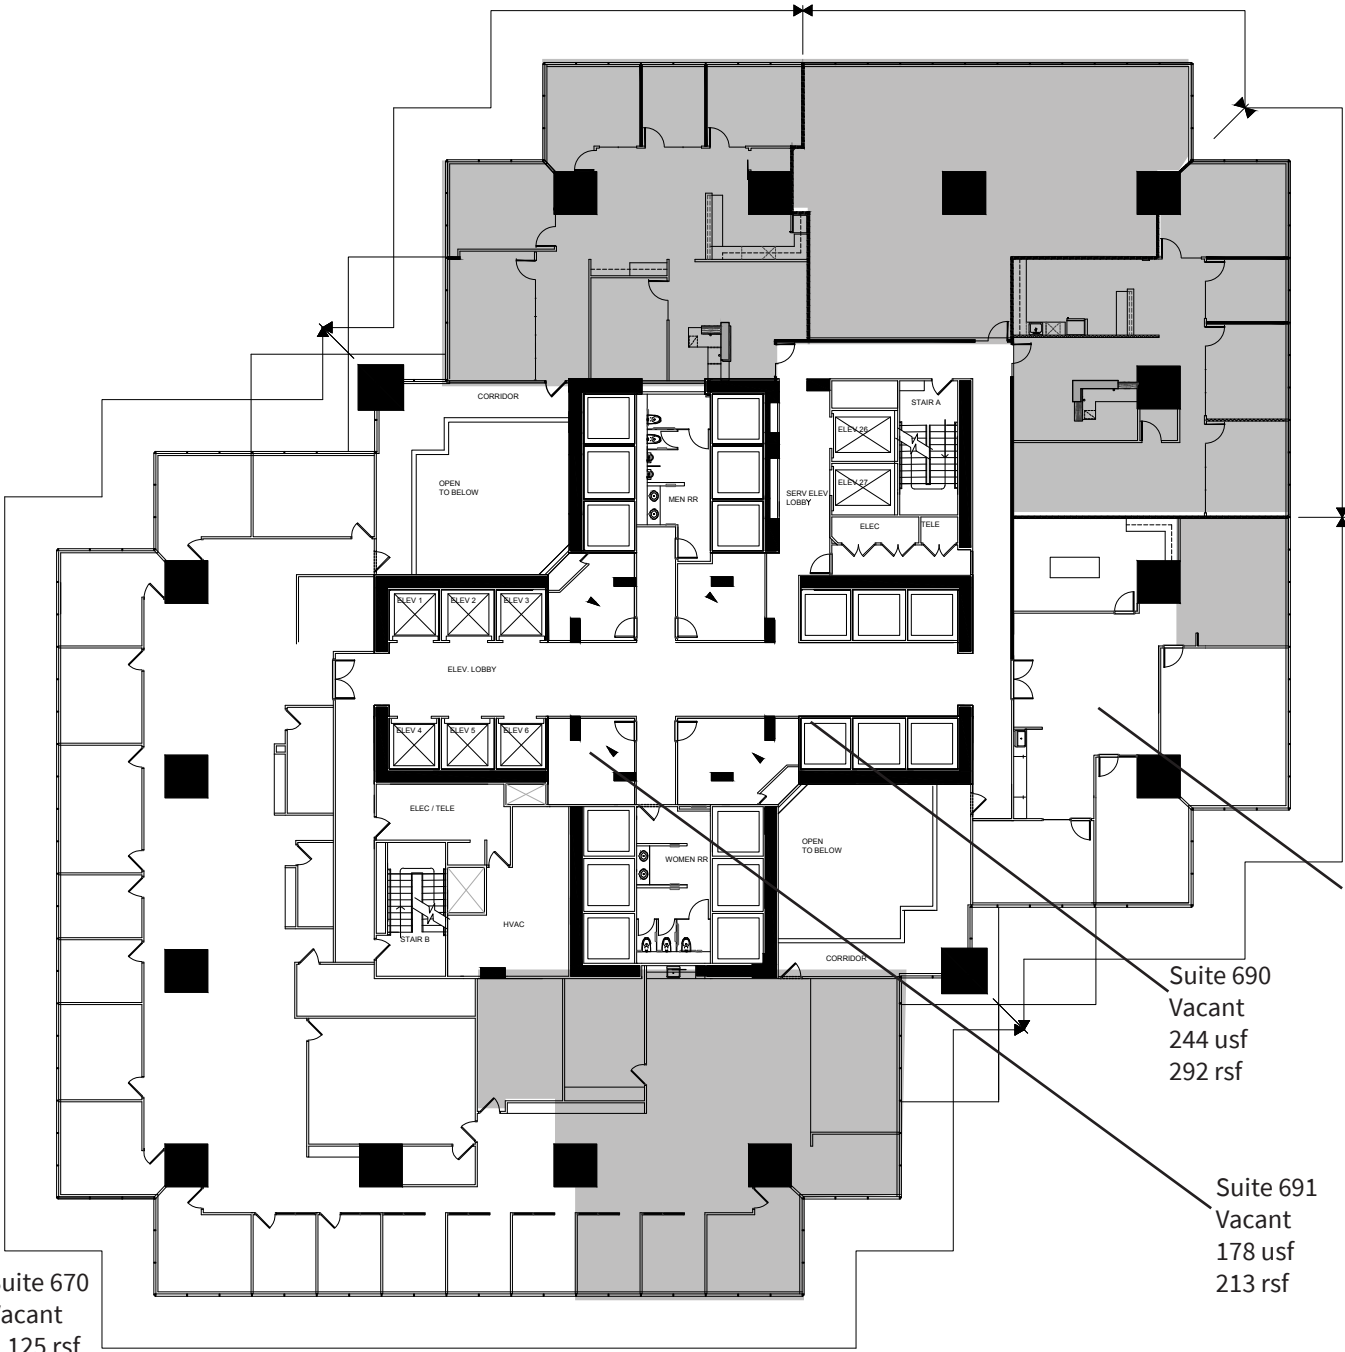 STAIR A
CORRIDOR
ELEV 26
OPEN
TO BELOW
ELEV 27
MEN RR
SERV ELEV
LOBBY
ELEC
TELE
ELEV 1
ELEV 2
ELEV 3
ELEV. LOBBY
ELEV 4
ELEV 5
ELEV 6
ELEC / TELE
OPEN
TO BELOW
WOMEN RR
HVAC
STAIR B
CORRIDOR
Suite 690
Vacant
244 usf
292 rsf
Suite 691
Vacant
178 usf
213 rsf
uite 670
acant
125 rsf